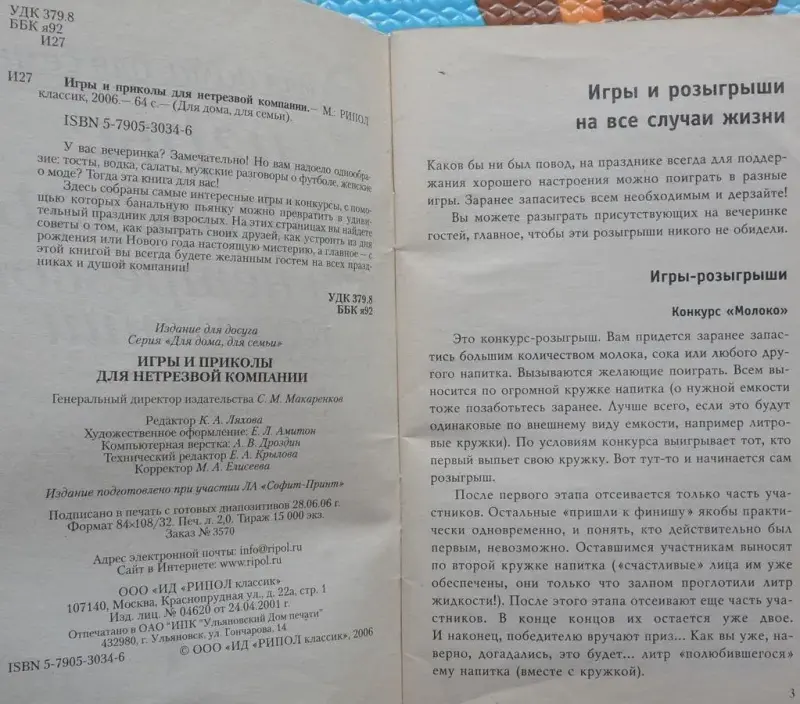 УДК 379.8
ББК я92
И27
И27 Игры и приколы для нетрезвой компании.— М.: РИПОЛ
классик, 2006.— 64 с.— (Для дома, для семьи).
ISBN 5-7905-3034-6
У вас вечеринка? Замечательно! Но вам надоело однообра-
зие: тосты, водка, салаты, мужские разговоры о футболе, женские
о моде? Тогда эта книга для вас!
Здесь собраны самые интересные игры и конкурсы, с помо-
щью которых банальную пьянку можно превратить в удиви-
тельный праздник для взрослых. На этих страницах вы найдете
советы о том, как разыграть своих друзей, как устроить из дня
рождения или Нового года настоящую мистерию, а главное – с
этой книгой вы всегда будете желанным гостем на всех празд-
никах и душой компании!
УДК 379.8
ББК я92
Издание для досуга
Серия «Для дома, для семьи»
ИГРЫ И ПРИКОЛЫ
ДЛЯ НЕТРЕЗВОЙ КОМПАНИИ
Генеральный директор издательства С. М. Макаренков
Редактор К. А. Ляхова
Художественное оформление: Е. Л. Амитон
Компьютерная верстка: А. В. Дроздин
Технический редактор Е. А. Крылова
Корректор М. А. Елисеева
Издание подготовлено при участии ЛА «Софит-Принт»
Подписано в печать с готовых диапозитивов 28.06.06 г.
Формат 84×108/32. Печ. л. 2,0. Тираж 15 000 экз.
Заказ № 3570
Адрес электронной почты: info@ripol.ru
Сайт в Интернете: www.ripol.ru
ООО «ИД «РИПОЛ классик»
107140, Москва, Краснопрудная ул., д. 22а, стр. 1
Изд. лиц. № 04620 от 24.04.2001 г.
Отпечатано в ОАО "ИПК "Ульяновский Дом печати"
432980, г. Ульяновск, ул. Гончарова, 14
© ООО «ИД «РИПОЛ классик», 2006
ISBN 5-7905-3034-6
Игры и розыгрыши
на все случаи жизни
Каков бы ни был повод, на празднике всегда для поддер-
жания хорошего настроения можно поиграть в разные
игры. Заранее запаситесь всем необходимым и дерзайте!
Вы можете разыграть присутствующих на вечеринке
гостей, главное, чтобы эти розыгрыши никого не обидели.
Игры-розыгрыши
Конкурс «Молоко»
Это конкурс-розыгрыш. Вам придется заранее запас-
тись большим количеством молока, сока или любого дру-
гого напитка. Вызываются желающие поиграть. Всем вы-
носится по огромной кружке напитка (о нужной емкости
тоже позаботьтесь заранее. Лучше всего, если это будут
одинаковые по внешнему виду емкости, например литро-
вые кружки). По условиям конкурса выигрывает тот, кто
первый выпьет свою кружку. Вот тут-то и начинается сам
розыгрыш.
После первого этапа отсеивается только часть уча-
стников. Остальные «пришли к финишу» якобы практи-
чески одновременно, и понять, кто действительно был
первым, невозможно. Оставшимся участникам выносят
по второй кружке напитка («счастливые» лица им уже
обеспечены, они только что залпом проглотили литр
жидкости!). После этого этапа отсеивают еще часть уча-
стников. В конце концов их остается уже двое.
И наконец, победителю вручают приз... Как вы уже, на-
верно, догадались, это будет... литр «полюбившегося»
ему напитка (вместе с кружкой).
3